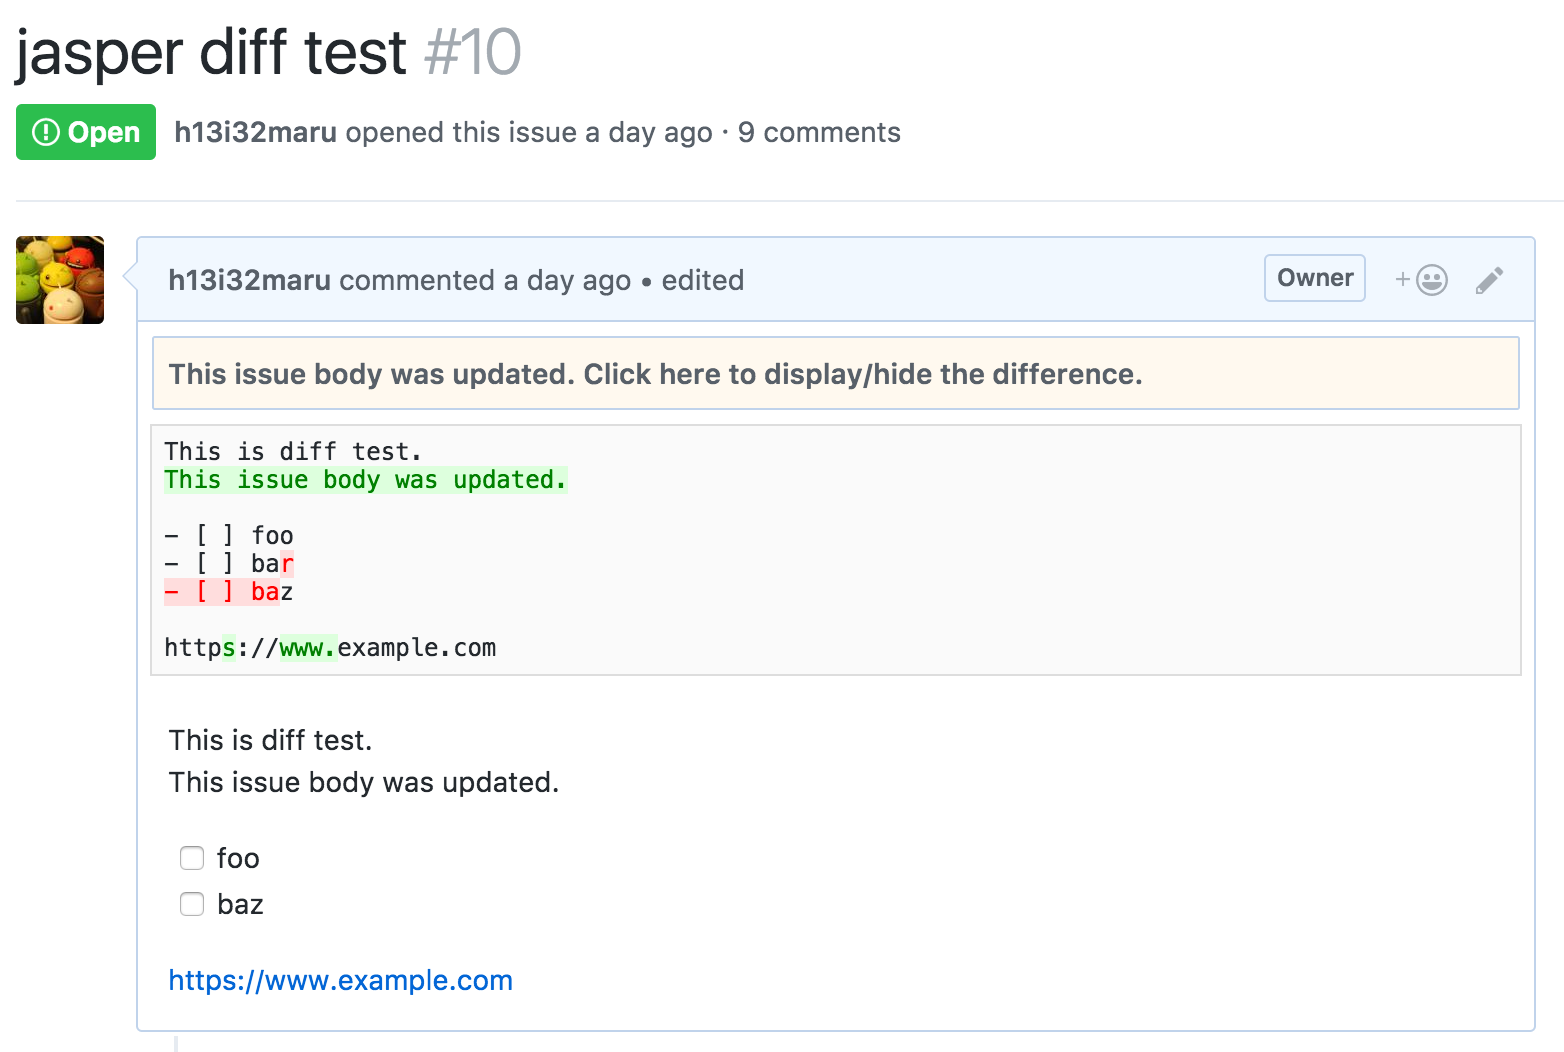 jasper diff test #10
Open h13i32maru opened this issue a day ago · 9 comments
h13i32maru commented a day ago • edited Owner +
This issue body was updated. Click here to display/hide the difference.
This is diff test.
This issue body was updated.
- [ ] foo
- [ ] bar
- [ ] baz
https://www.example.com
This is diff test.
This issue body was updated.
foo
baz
https://www.example.com